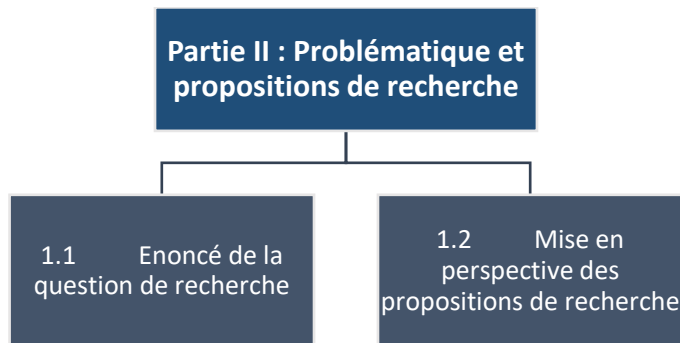 Partie II : Problématique et
propositions de recherche
1.1 Enoncé de la
question de recherche
1.2 Mise en
perspective des
propositions de recherche